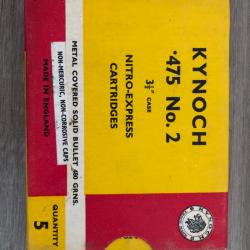 KYNOCH
·475 No. 2
3½" CASE
NITRO-EXPRESS
CARTRIDGES
METAL COVERED SOLID BULLET 480 GRNS.
NON-MERCURIC, NON-CORROSIVE CAPS
MADE IN ENGLAND
QUANTITY
5